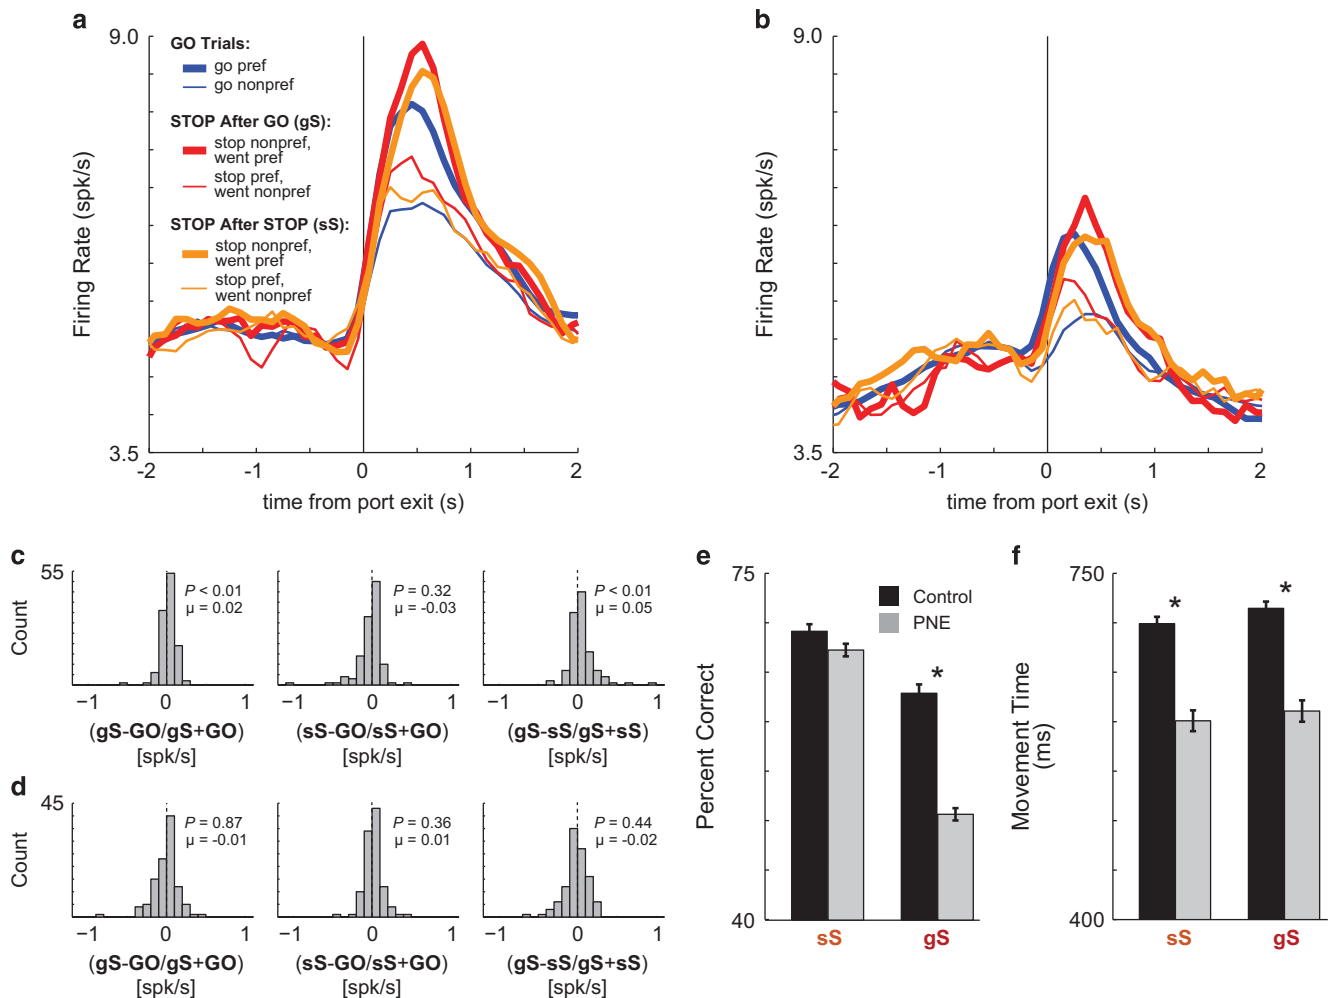 a
9.0
GO Trials:
go pref
go nonpref
STOP After GO (gS):
stop nonpref,
went pref
stop pref,
went nonpref
STOP After STOP (sS):
stop nonpref,
went pref
stop pref,
went nonpref
Firing Rate (spk/s)
3.5
-2
-1
0
1
2
time from port exit (s)
b
9.0
Firing Rate (spk/s)
3.5
-2
-1
0
1
2
time from port exit (s)
c
55
Count
P < 0.01
μ = 0.02
−1
0
1
(gS-GO/gS+GO)
[spk/s]
P = 0.32
μ = -0.03
−1
0
1
(sS-GO/sS+GO)
[spk/s]
P < 0.01
μ = 0.05
−1
0
1
(gS-sS/gS+sS)
[spk/s]
d
45
Count
P = 0.87
μ = -0.01
−1
0
1
(gS-GO/gS+GO)
[spk/s]
P = 0.36
μ = 0.01
−1
0
1
(sS-GO/sS+GO)
[spk/s]
P = 0.44
μ = -0.02
−1
0
1
(gS-sS/gS+sS)
[spk/s]
e
75
Control
PNE
*
Percent Correct
40
sS
gS
f
750
*
*
Movement Time
(ms)
400
sS
gS